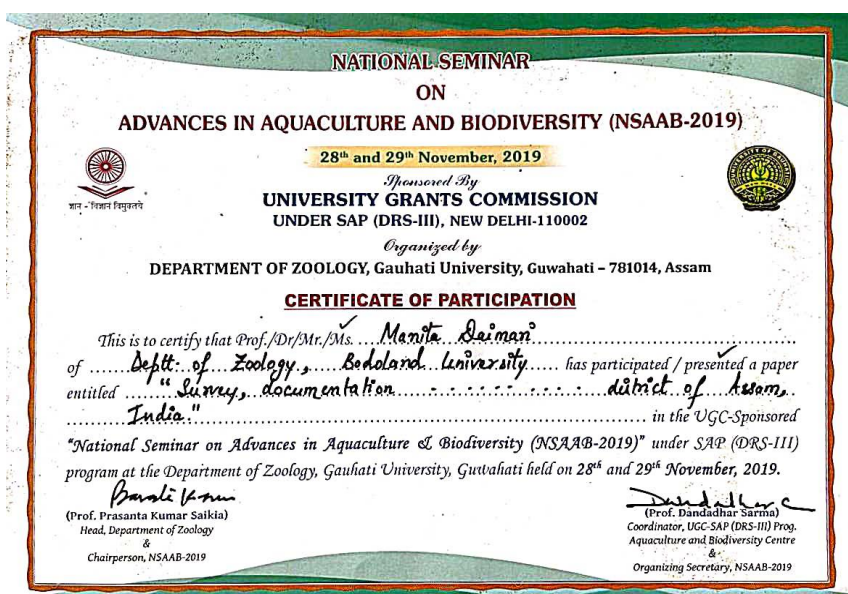 NATIONAL SEMINAR
ON
ADVANCES IN AQUACULTURE AND BIODIVERSITY (NSAAB-2019)
28th and 29th November, 2019
Sponsored By
UNIVERSITY GRANTS COMMISSION
UNDER SAP (DRS-III), NEW DELHI-110002
ज्ञान - विज्ञान विमुक्तये
UNIVERSITY OF GAUHATI
Organized by
DEPARTMENT OF ZOOLOGY, Gauhati University, Guwahati – 781014, Assam
CERTIFICATE OF PARTICIPATION
This is to certify that Prof./Dr/Mr./Ms. Manita Daimari
of Deptt. of Zoology, Bodoland University has participated / presented a paper
entitled "Survey, documentation - - - - - - - - - - district of Assam,
India." in the UGC-Sponsored
"National Seminar on Advances in Aquaculture & Biodiversity (NSAAB-2019)" under SAP (DRS-III)
program at the Department of Zoology, Gauhati University, Guwahati held on 28th and 29th November, 2019.
(Prof. Prasanta Kumar Saikia)
Head, Department of Zoology
&
Chairperson, NSAAB-2019
(Prof. Dandadhar Sarma)
Coordinator, UGC-SAP (DRS-III) Prog.
Aquaculture and Biodiversity Centre
&
Organizing Secretary, NSAAB-2019